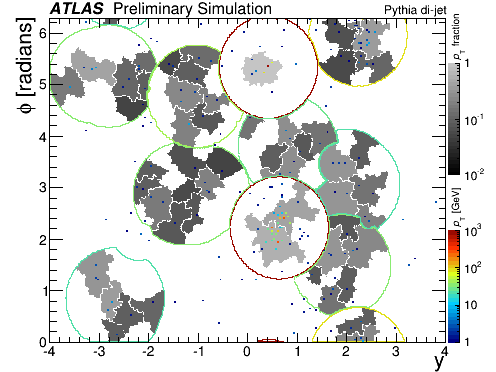 ATLAS Preliminary Simulation
Pythia di-jet
ϕ [radians]
6
5
4
3
2
1
0
-4 -3 -2 -1 0 1 2 3 4
y
p_T fraction
1
10^-1
10^-2
p_T [GeV]
10^3
10^2
10
1